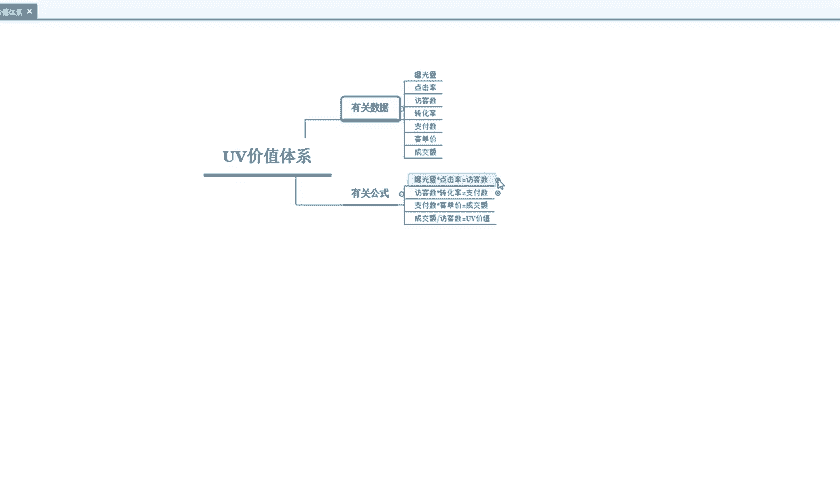 值体系 ×
有关数据
曝光量
点击率
访客数
转化率
支付数
客单价
成交额
UV价值体系
有关公式
曝光量*点击率=访客数
访客数*转化率=支付数
支付数*客单价=成交额
成交额/访客数=UV价值